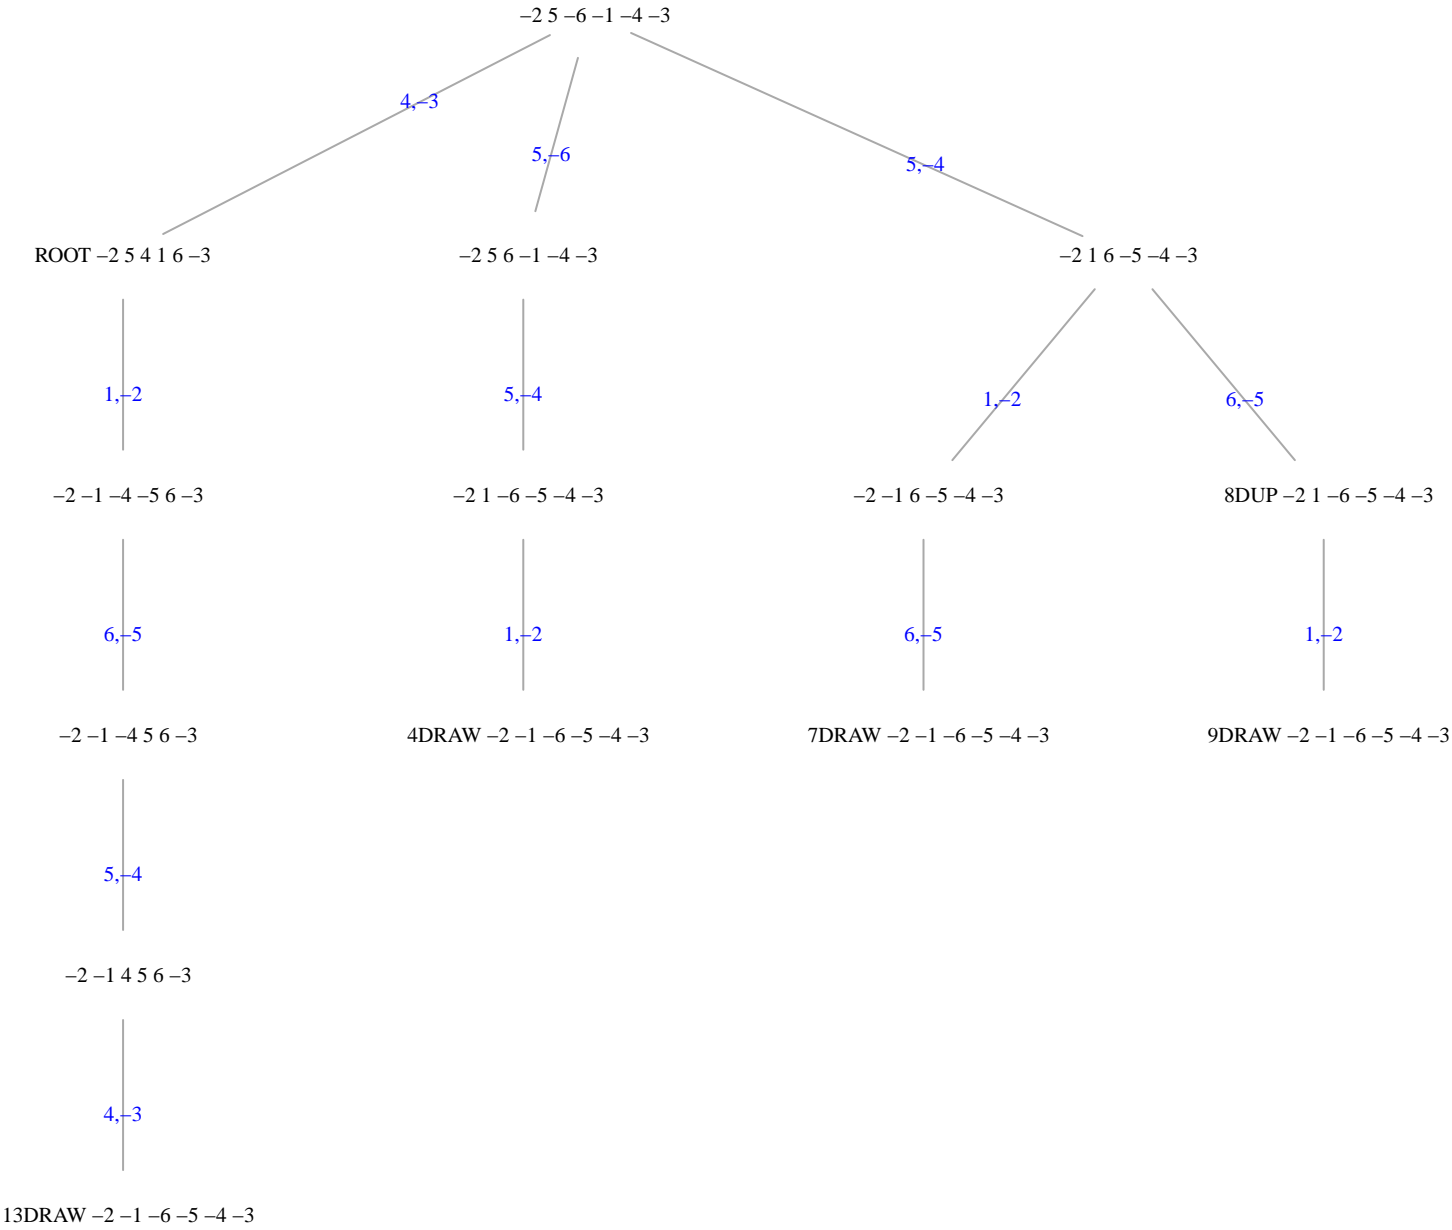 –2 5 –6 –1 –4 –3
4,–3
5,–6
5,–4
ROOT –2 5 4 1 6 –3
–2 5 6 –1 –4 –3
–2 1 6 –5 –4 –3
1,–2
5,–4
1,–2
6,–5
–2 –1 –4 –5 6 –3
–2 1 –6 –5 –4 –3
–2 –1 6 –5 –4 –3
8DUP –2 1 –6 –5 –4 –3
6,–5
1,–2
6,–5
1,–2
–2 –1 –4 5 6 –3
4DRAW –2 –1 –6 –5 –4 –3
7DRAW –2 –1 –6 –5 –4 –3
9DRAW –2 –1 –6 –5 –4 –3
5,–4
–2 –1 4 5 6 –3
4,–3
13DRAW –2 –1 –6 –5 –4 –3